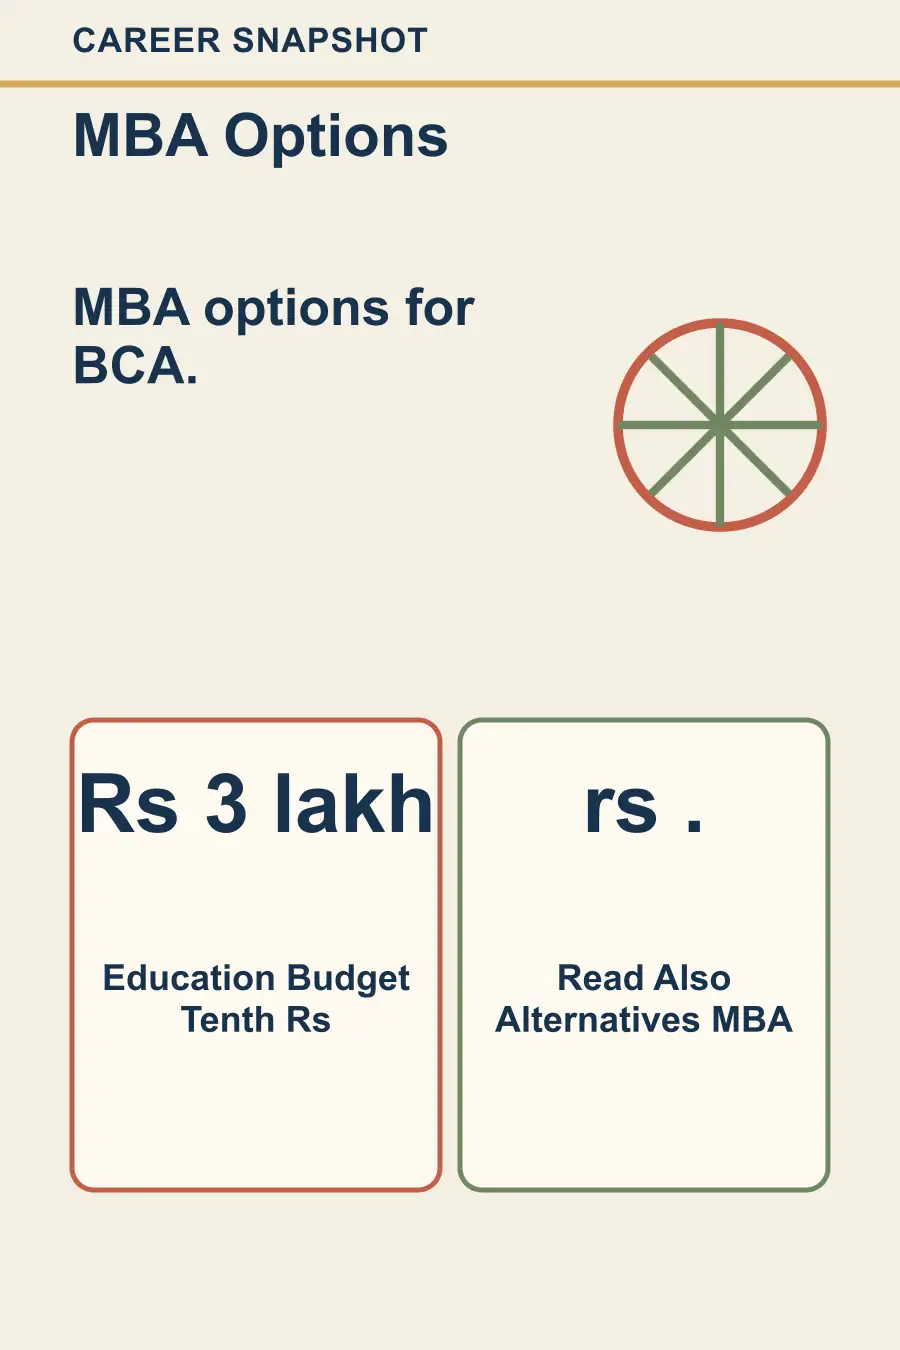 CAREER SNAPSHOT
MBA Options
MBA options for
BCA.
Rs 3 lakh
Education Budget
Tenth Rs
rs .
Read Also
Alternatives MBA